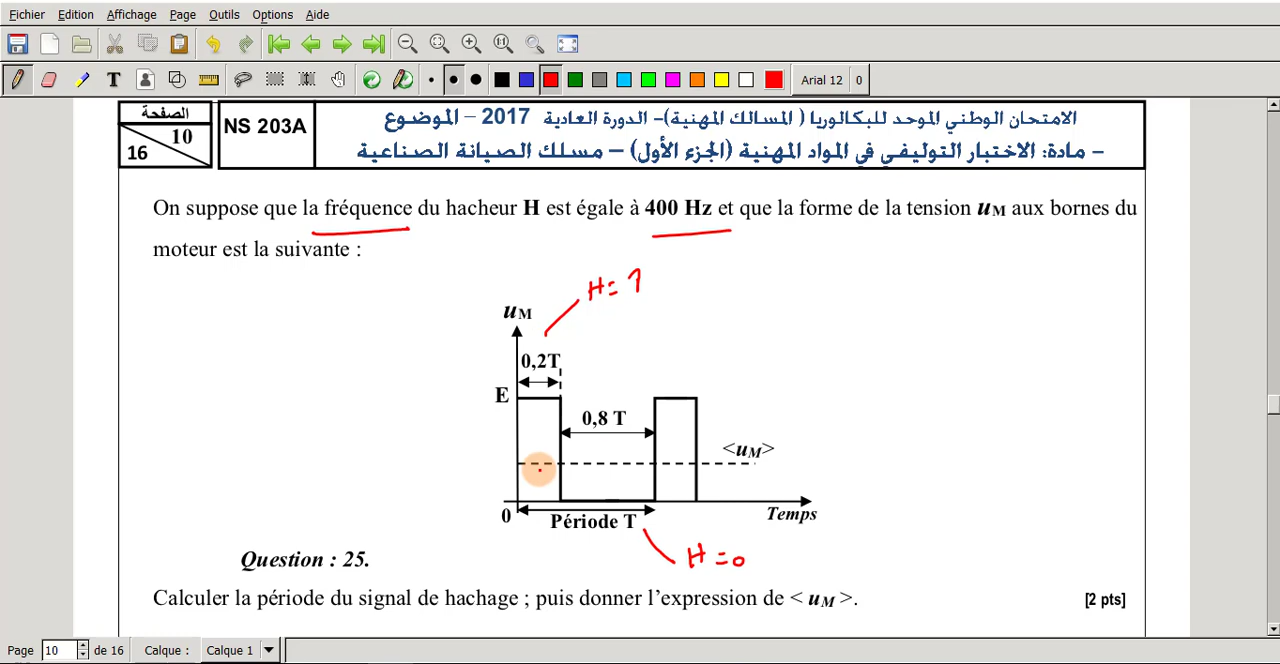 Fichier Edition Affichage Page Outils Options Aide
T Arial 12 0
الصفحة
10
16
NS 203A
الامتحان الوطني الموحد للبكالوريا (المسالك المهنية)- الدورة العادية 2017 – الموضوع
– مادة: الاختبار التوليفي في المواد المهنية (الجزء الأول) – مسلك الصيانة الصناعية
On suppose que la fréquence du hacheur H est égale à 400 Hz et que la forme de la tension uM aux bornes du
moteur est la suivante :
H=1
uM
0,2T
E
0,8 T
<uM>
0
Période T
Temps
H=0
Question : 25.
Calculer la période du signal de hachage ; puis donner l’expression de < uM >. [2 pts]
Page 10 de 16 Calque : Calque 1